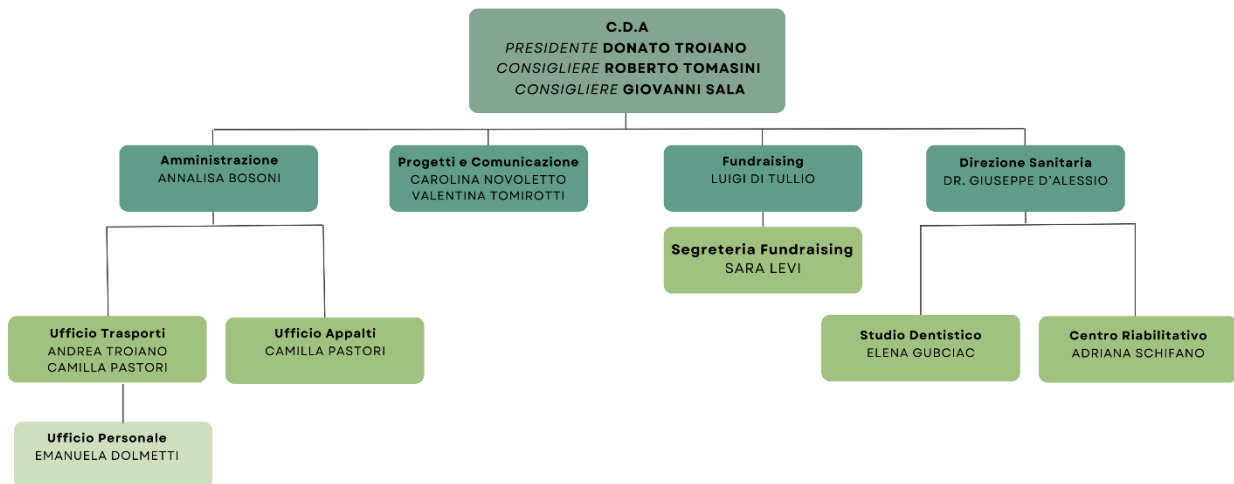 C.D.A
PRESIDENTE DONATO TROIANO
CONSIGLIERE ROBERTO TOMASINI
CONSIGLIERE GIOVANNI SALA
Amministrazione
ANNALISA BOSONI
Progetti e Comunicazione
CAROLINA NOVOLETTO
VALENTINA TOMIROTTI
Fundraising
LUIGI DI TULLIO
Direzione Sanitaria
DR. GIUSEPPE D'ALESSIO
Segreteria Fundraising
SARA LEVI
Ufficio Trasporti
ANDREA TROIANO
CAMILLA PASTORI
Ufficio Appalti
CAMILLA PASTORI
Studio Dentistico
ELENA GUBCIAC
Centro Riabilitativo
ADRIANA SCHIFANO
Ufficio Personale
EMANUELA DOLMETTI